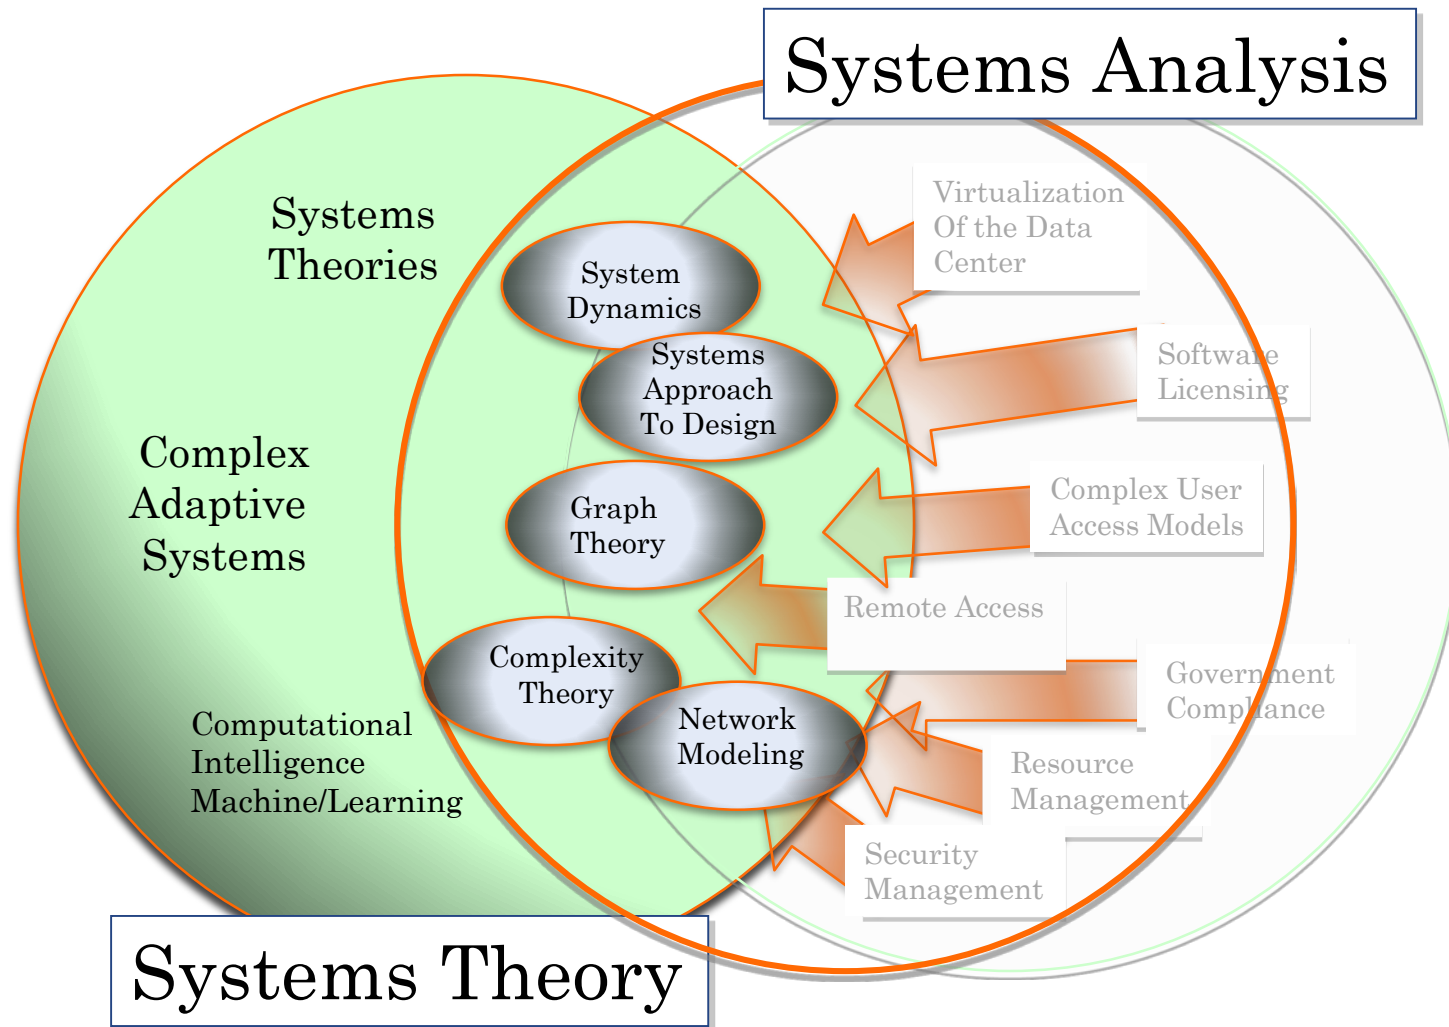 Systems Analysis
Systems
Theories
System
Dynamics
Virtualization
Of the Data
Center
Systems
Approach
To Design
Software
Licensing
Complex
Adaptive
Systems
Graph
Theory
Complex User
Access Models
Remote Access
Complexity
Theory
Network
Modeling
Government
Compliance
Computational
Intelligence
Machine/Learning
Resource
Management
Security
Management
Systems Theory